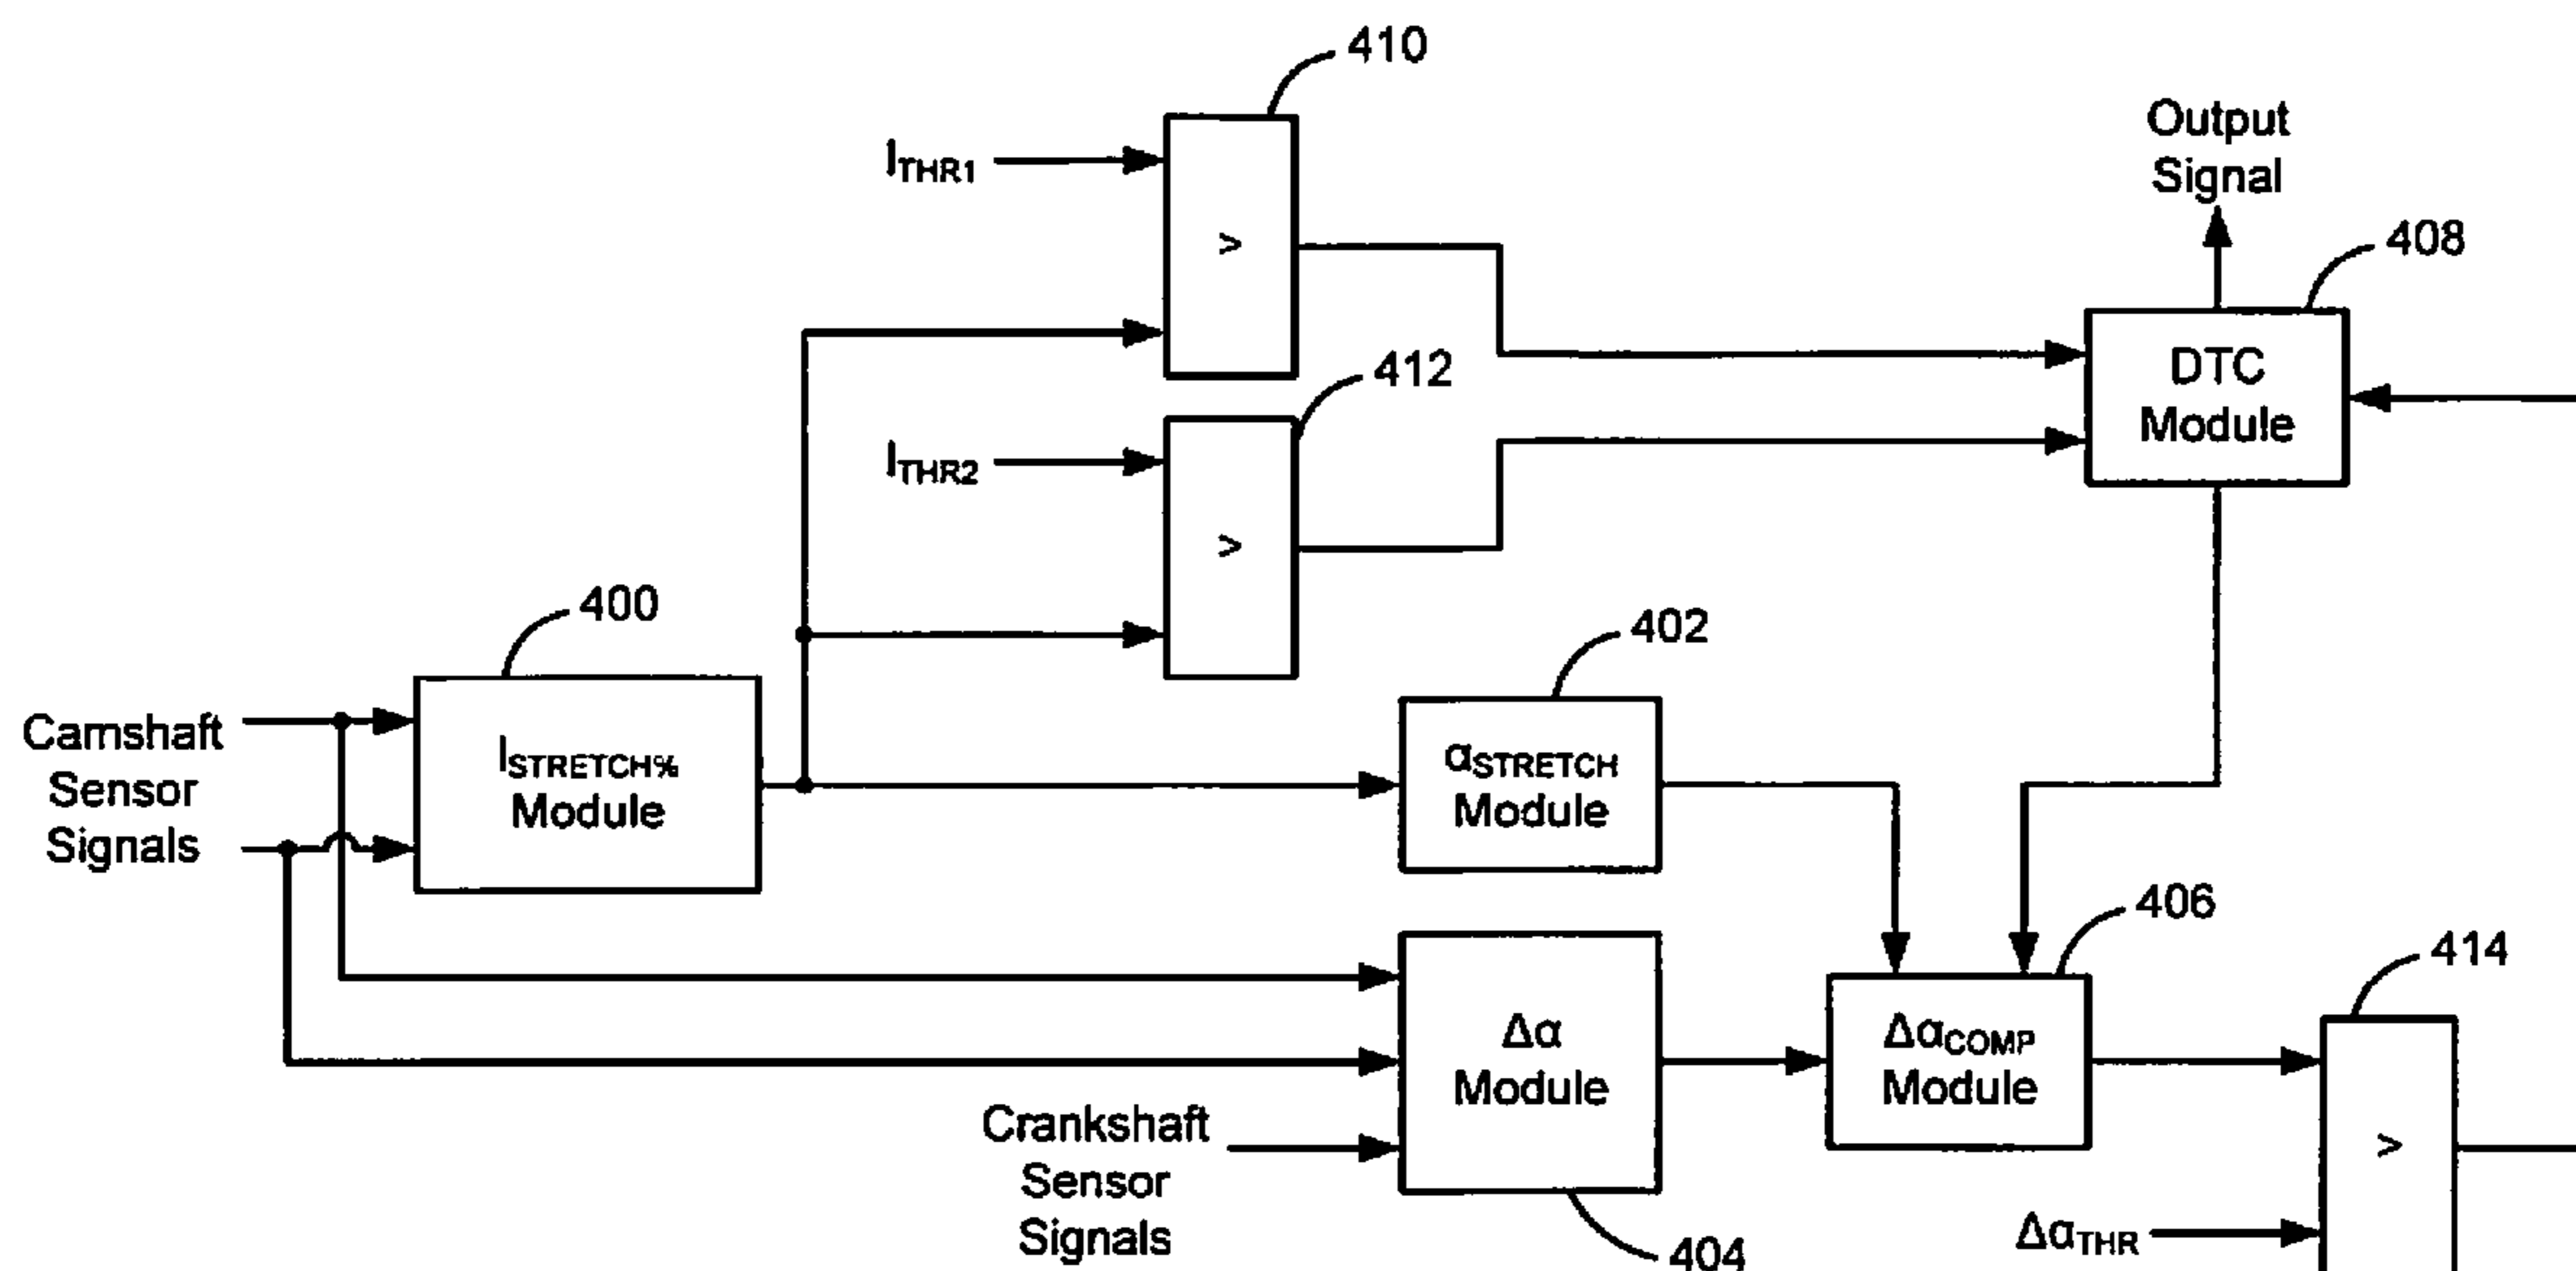 410
Output
Signal
I_THR1
>
408
DTC
Module
412
I_THR2
>
400
402
Camshaft
Sensor
Signals
I_STRETCH%
Module
α_STRETCH
Module
406
414
Δα
Module
Δα_COMP
Module
>
Crankshaft
Sensor
Signals
Δα_THR
404